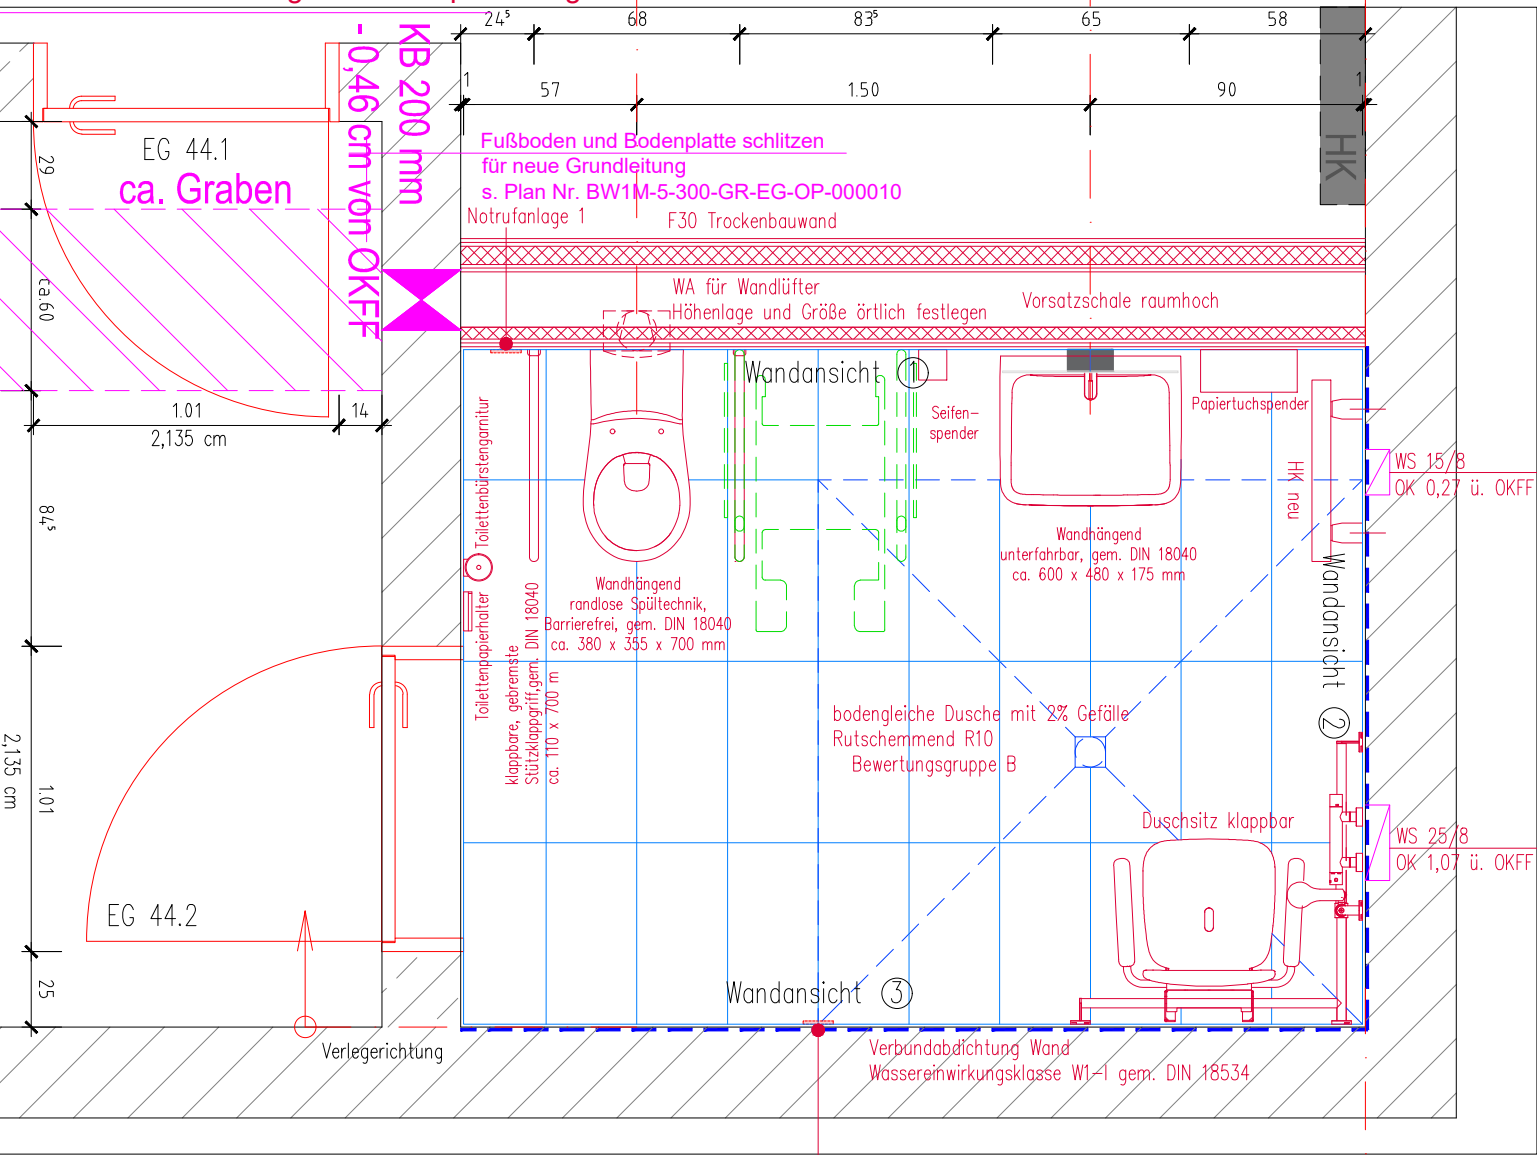 24⁵
68
83⁵
65
58
1
57
1.50
90
1
KB 200 mm
- 0,46 cm von OKFF
HK
EG 44.1
ca. Graben
Fußboden und Bodenplatte schlitzen
für neue Grundleitung
s. Plan Nr. BW1M-5-300-GR-EG-OP-000010
Notrufanlage 1
F30 Trockenbauwand
29
ca.60
WA für Wandlüfter
Höhenlage und Größe örtlich festlegen
Vorsatzschale raumhoch
Wandansicht 1
1.01
14
2,135 cm
Seifen-
spender
Papiertuchspender
HK neu
WS 15/8
OK 0,27 ü. OKFF
84⁵
Toilettenbürstengarnitur
Toilettenpapierhalter
klappbare, gebremste
Stützklappgriff,gem. DIN 18040
ca. 110 x 700 m
Wandhängend
randlose Spültechnik,
Barrierefrei, gem. DIN 18040
ca. 380 x 355 x 700 mm
Wandhängend
unterfahrbar, gem. DIN 18040
ca. 600 x 480 x 175 mm
Wandansicht 2
bodengleiche Dusche mit 2% Gefälle
Rutschemmend R10
Bewertungsgruppe B
Duschsitz klappbar
WS 25/8
OK 1,07 ü. OKFF
2,135 cm
1.01
EG 44.2
25
Wandansicht 3
Verlegerichtung
Verbundabdichtung Wand
Wassereinwirkungsklasse W1-I gem. DIN 18534